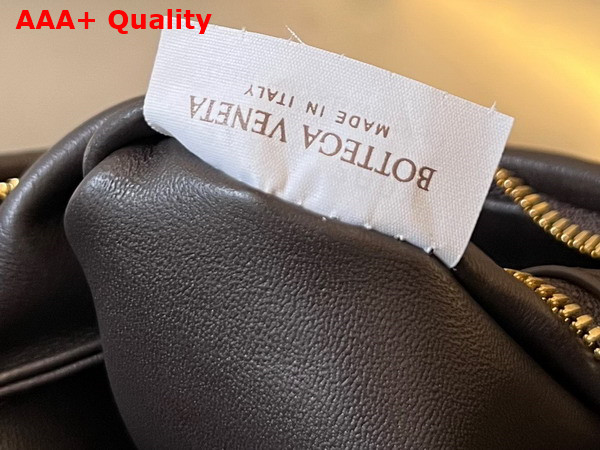 AAA+ Quality
BOTTEGA VENETA
MADE IN ITALY